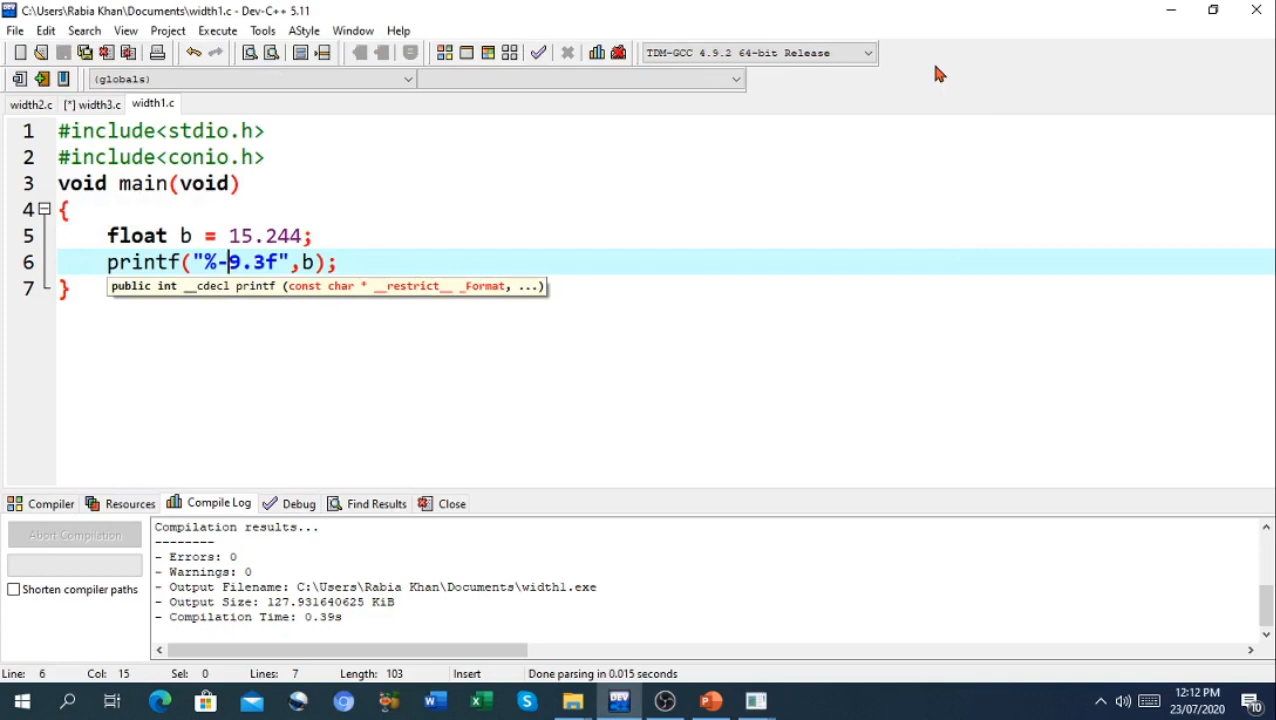 C:\Users\Rabia Khan\Documents\width1.c - Dev-C++ 5.11
File Edit Search View Project Execute Tools AStyle Window Help
TDM-GCC 4.9.2 64-bit Release
(globals)
width2.c [*] width3.c width1.c
1 #include<stdio.h>
2 #include<conio.h>
3 void main(void)
4 {
5 float b = 15.244;
6 printf("%-9.3f",b);
public int __cdecl printf (const char * __restrict__ _Format, ...)
7 }
Compiler Resources Compile Log Debug Find Results Close
Abort Compilation
Shorten compiler paths
Compilation results...
--------
- Errors: 0
- Warnings: 0
- Output Filename: C:\Users\Rabia Khan\Documents\width1.exe
- Output Size: 127.931640625 KiB
- Compilation Time: 0.39s
Line: 6 Col: 15 Sel: 0 Lines: 7 Length: 103 Insert Done parsing in 0.015 seconds
12:12 PM
23/07/2020
10